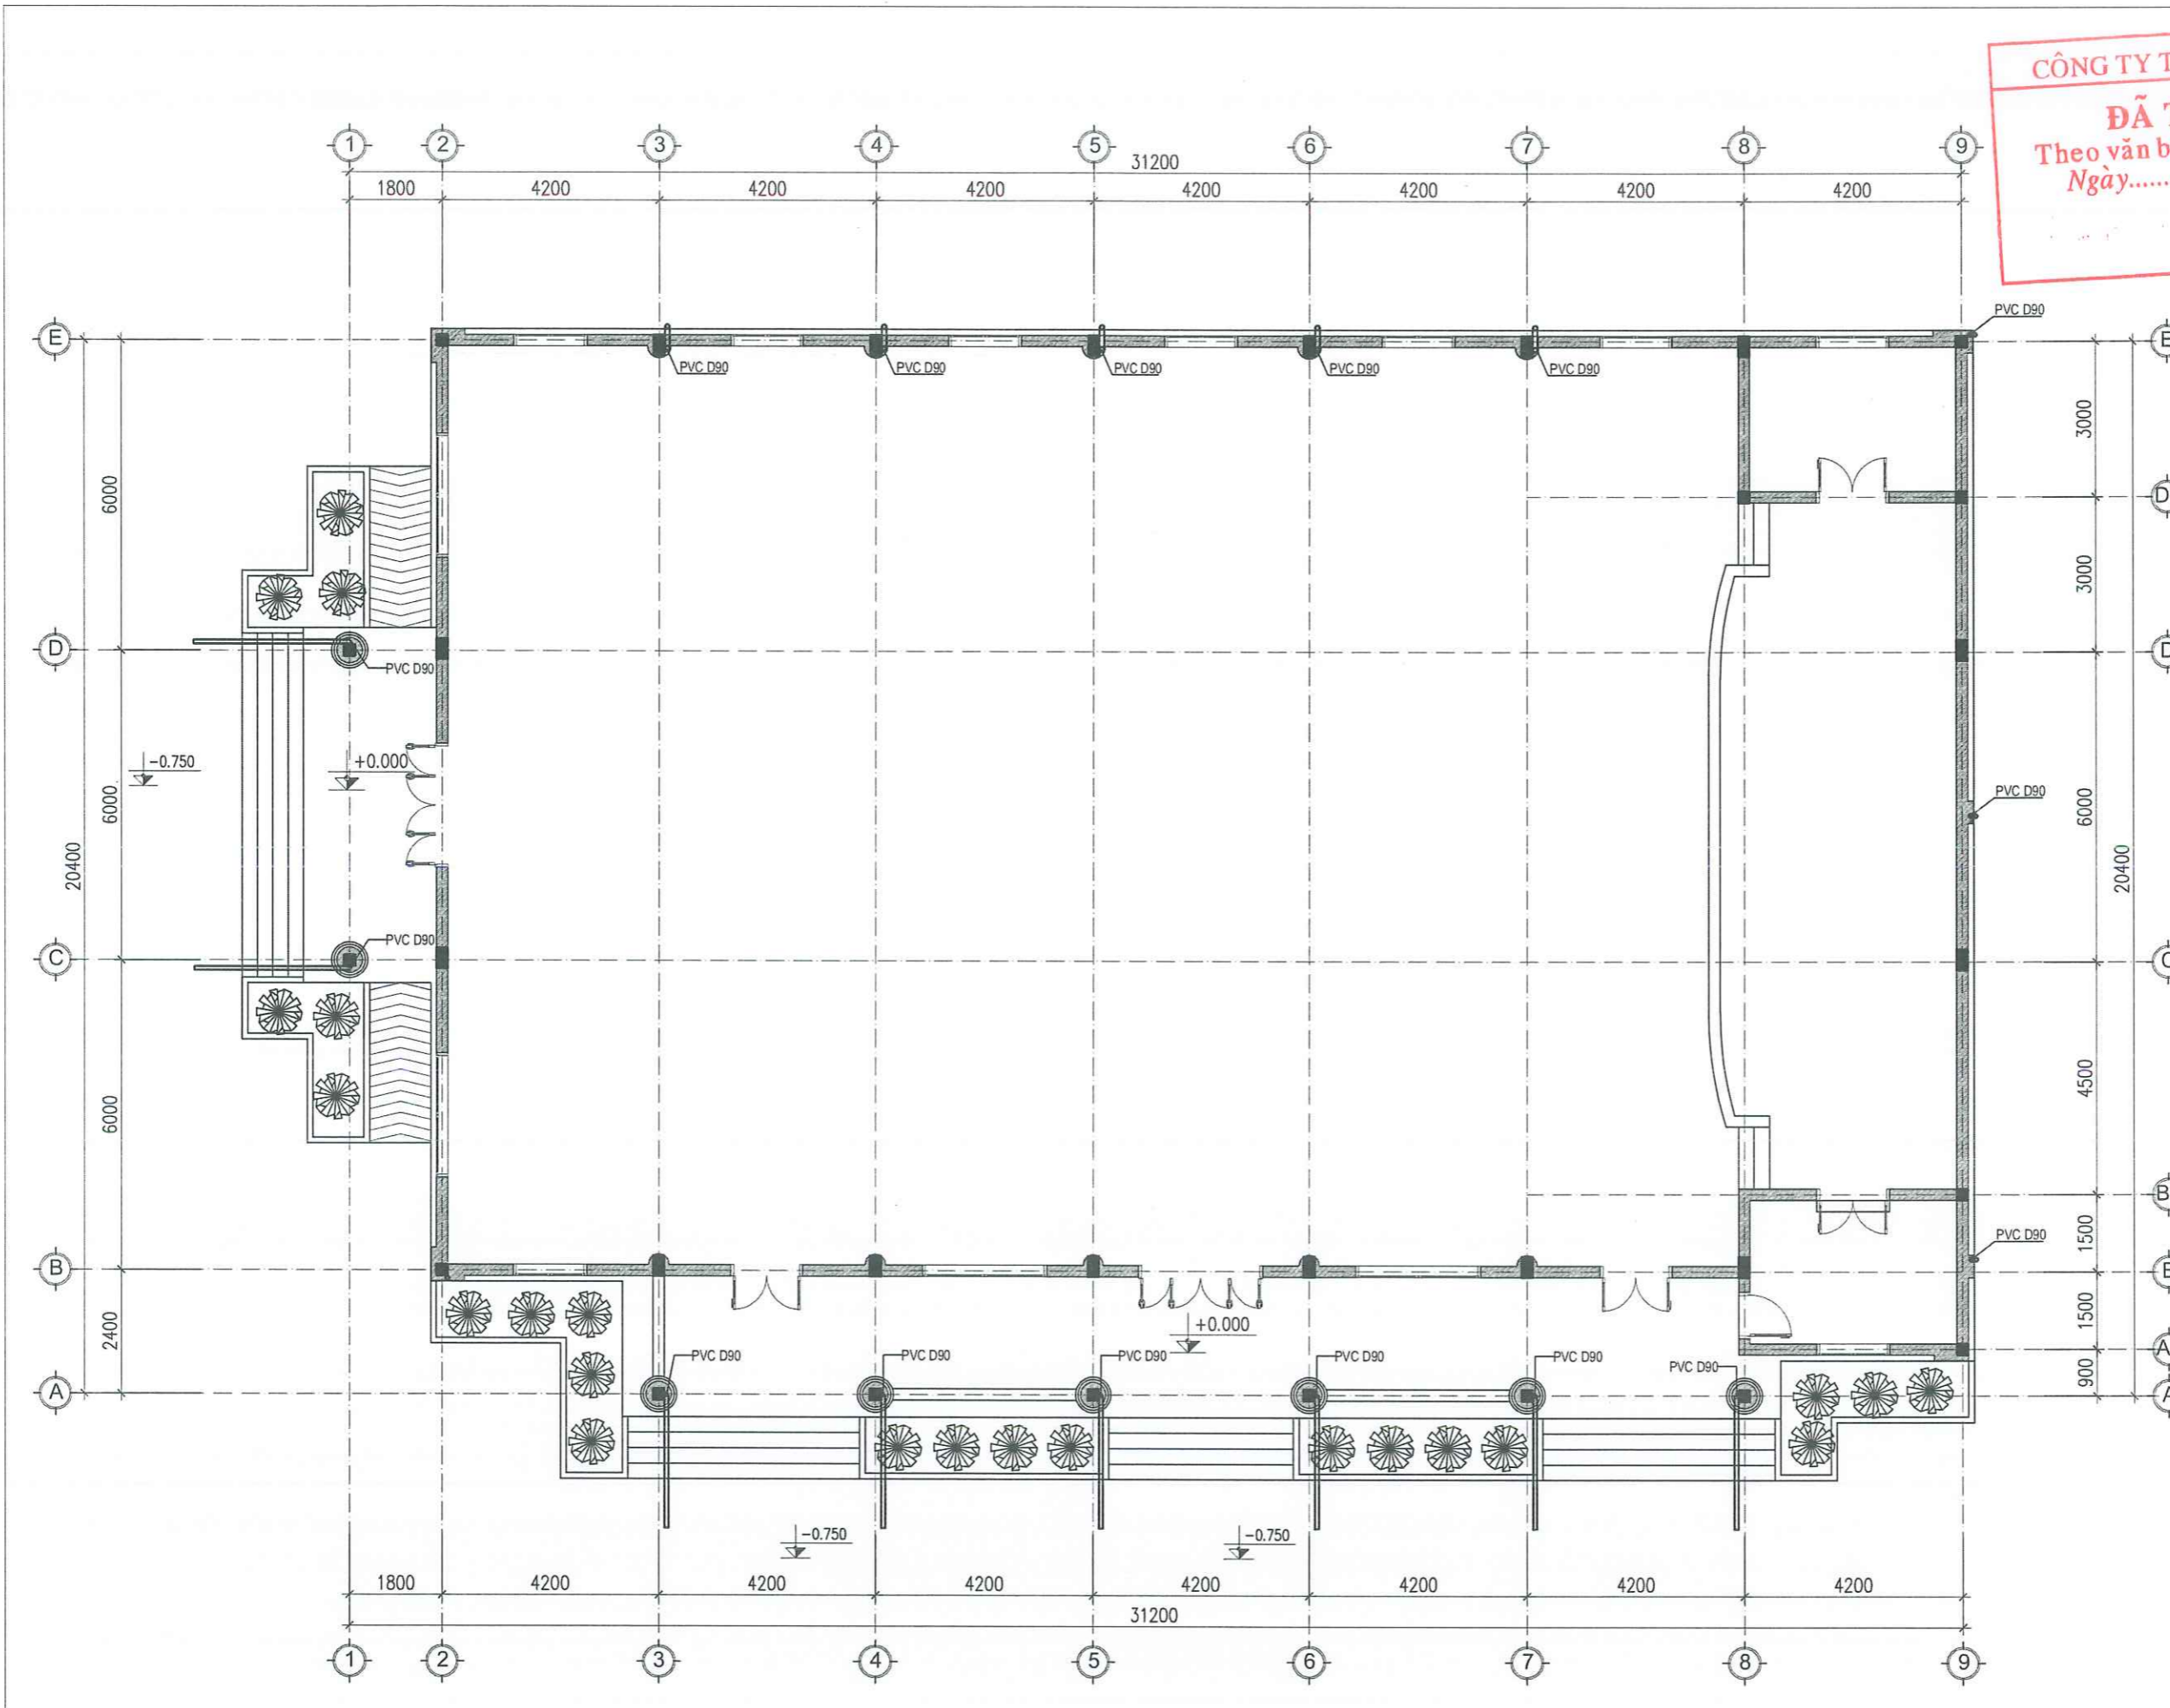 CÔNG TY T
ĐÃ T
Theo văn b
Ngày......
1 2 3 4 5 6 7 8 9
31200
1800 4200 4200 4200 4200 4200 4200 4200
PVC D90
E
PVC D90 PVC D90 PVC D90 PVC D90 PVC D90
3000
6000
D
3000
D
PVC D90
-0.750 +0.000
PVC D90
6000 6000
20400 20400
PVC D90
C
4500
6000
B
1500
PVC D90
B
1500
+0.000
2400
PVC D90 PVC D90 PVC D90 PVC D90 PVC D90 PVC D90
900
A
-0.750 -0.750
1800 4200 4200 4200 4200 4200 4200 4200
31200
1 2 3 4 5 6 7 8 9